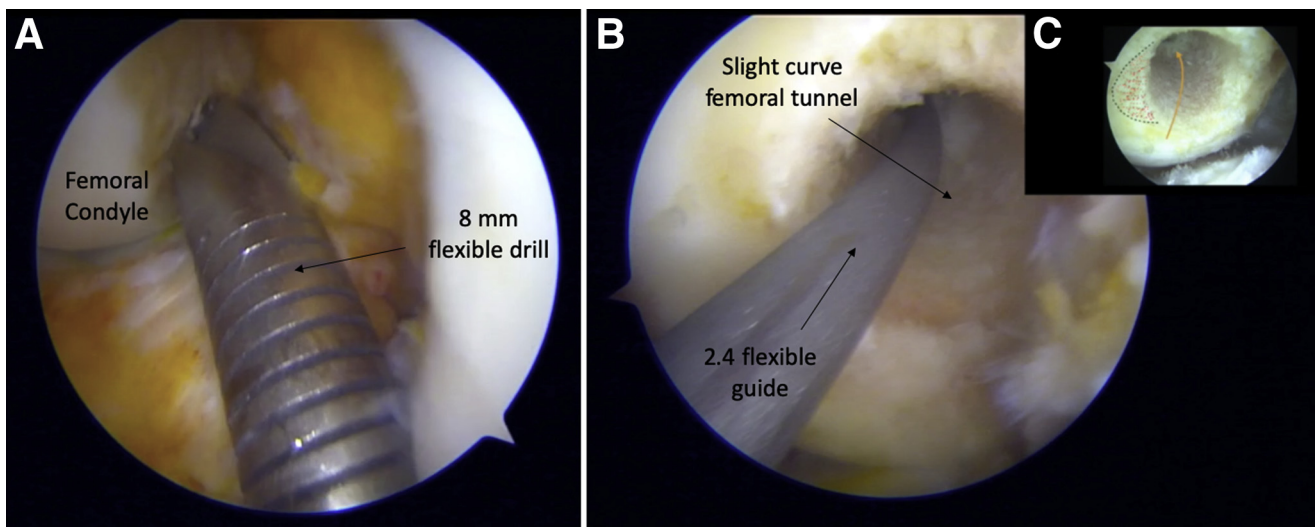 A
Femoral
Condyle
8 mm
flexible drill
B
Slight curve
femoral tunnel
2.4 flexible
guide
C